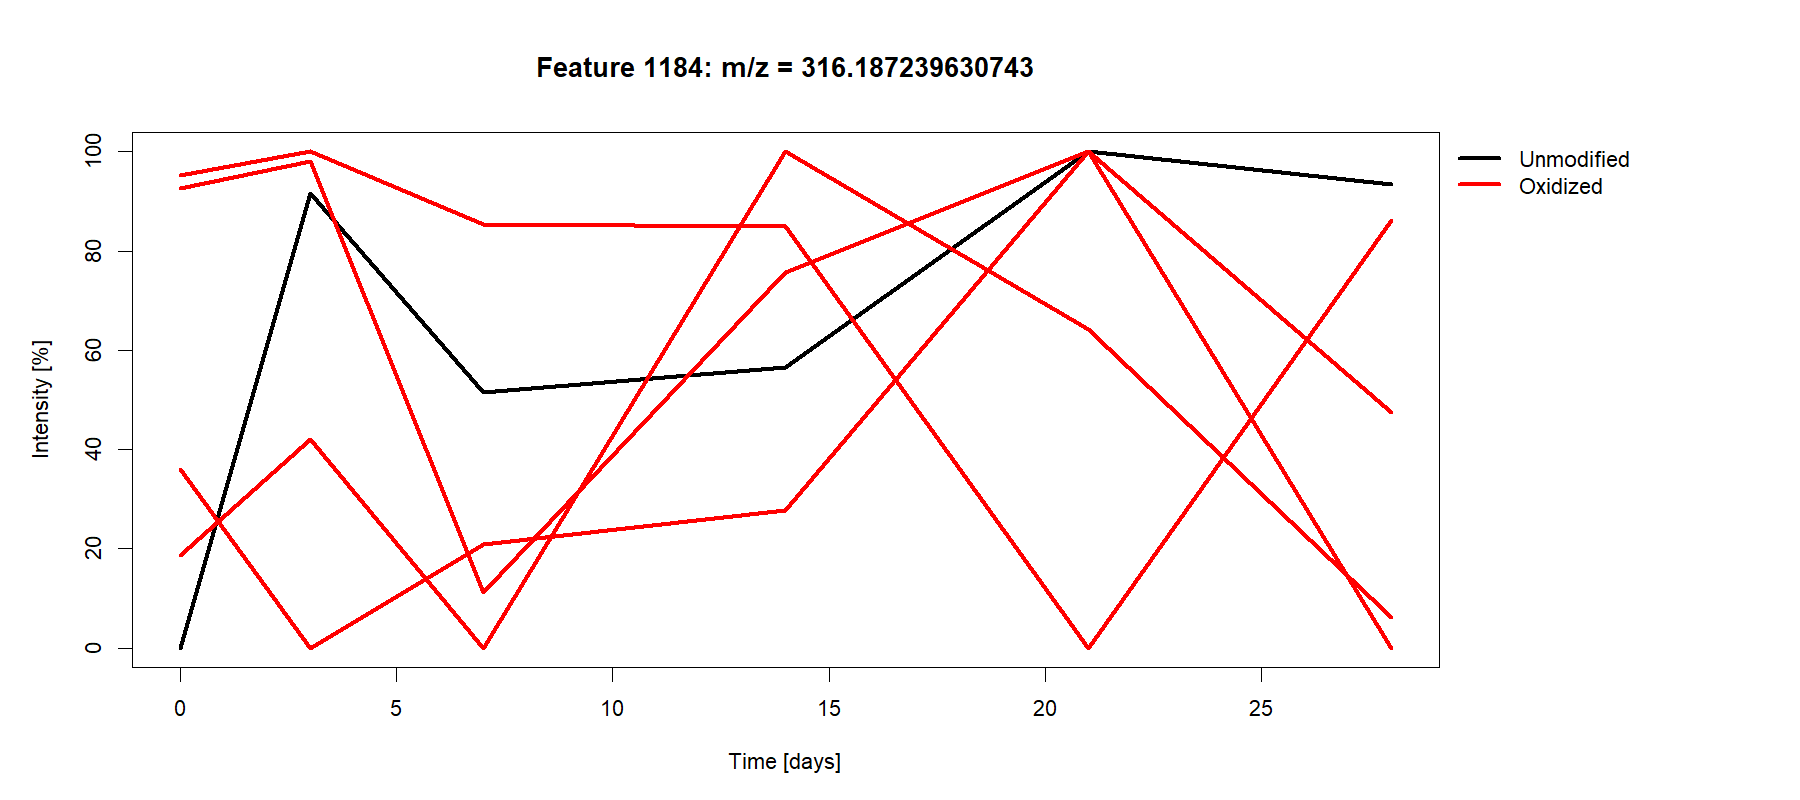 Feature 1184: m/z = 316.187239630743
Unmodified
Oxidized
Intensity [%]
100
80
60
40
20
0
0 5 10 15 20 25
Time [days]